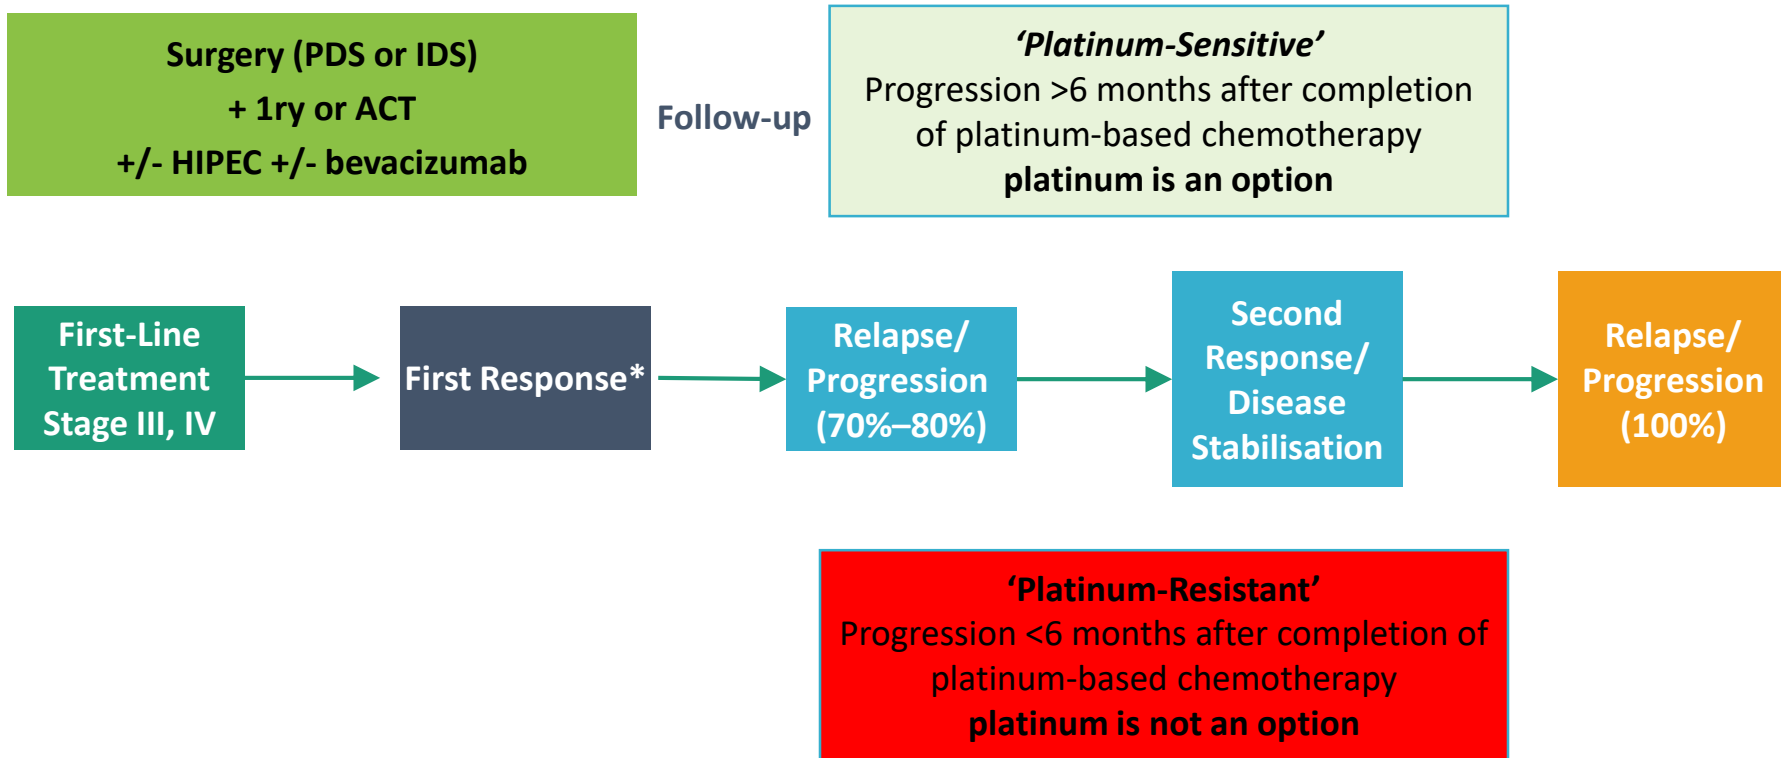 Surgery (PDS or IDS)
+ 1ry or ACT
+/- HIPEC +/- bevacizumab
Follow-up
‘Platinum-Sensitive’
Progression >6 months after completion
of platinum-based chemotherapy
platinum is an option
First-Line
Treatment
Stage III, IV
First Response*
Relapse/
Progression
(70%–80%)
Second
Response/
Disease
Stabilisation
Relapse/
Progression
(100%)
‘Platinum-Resistant’
Progression <6 months after completion of
platinum-based chemotherapy
platinum is not an option